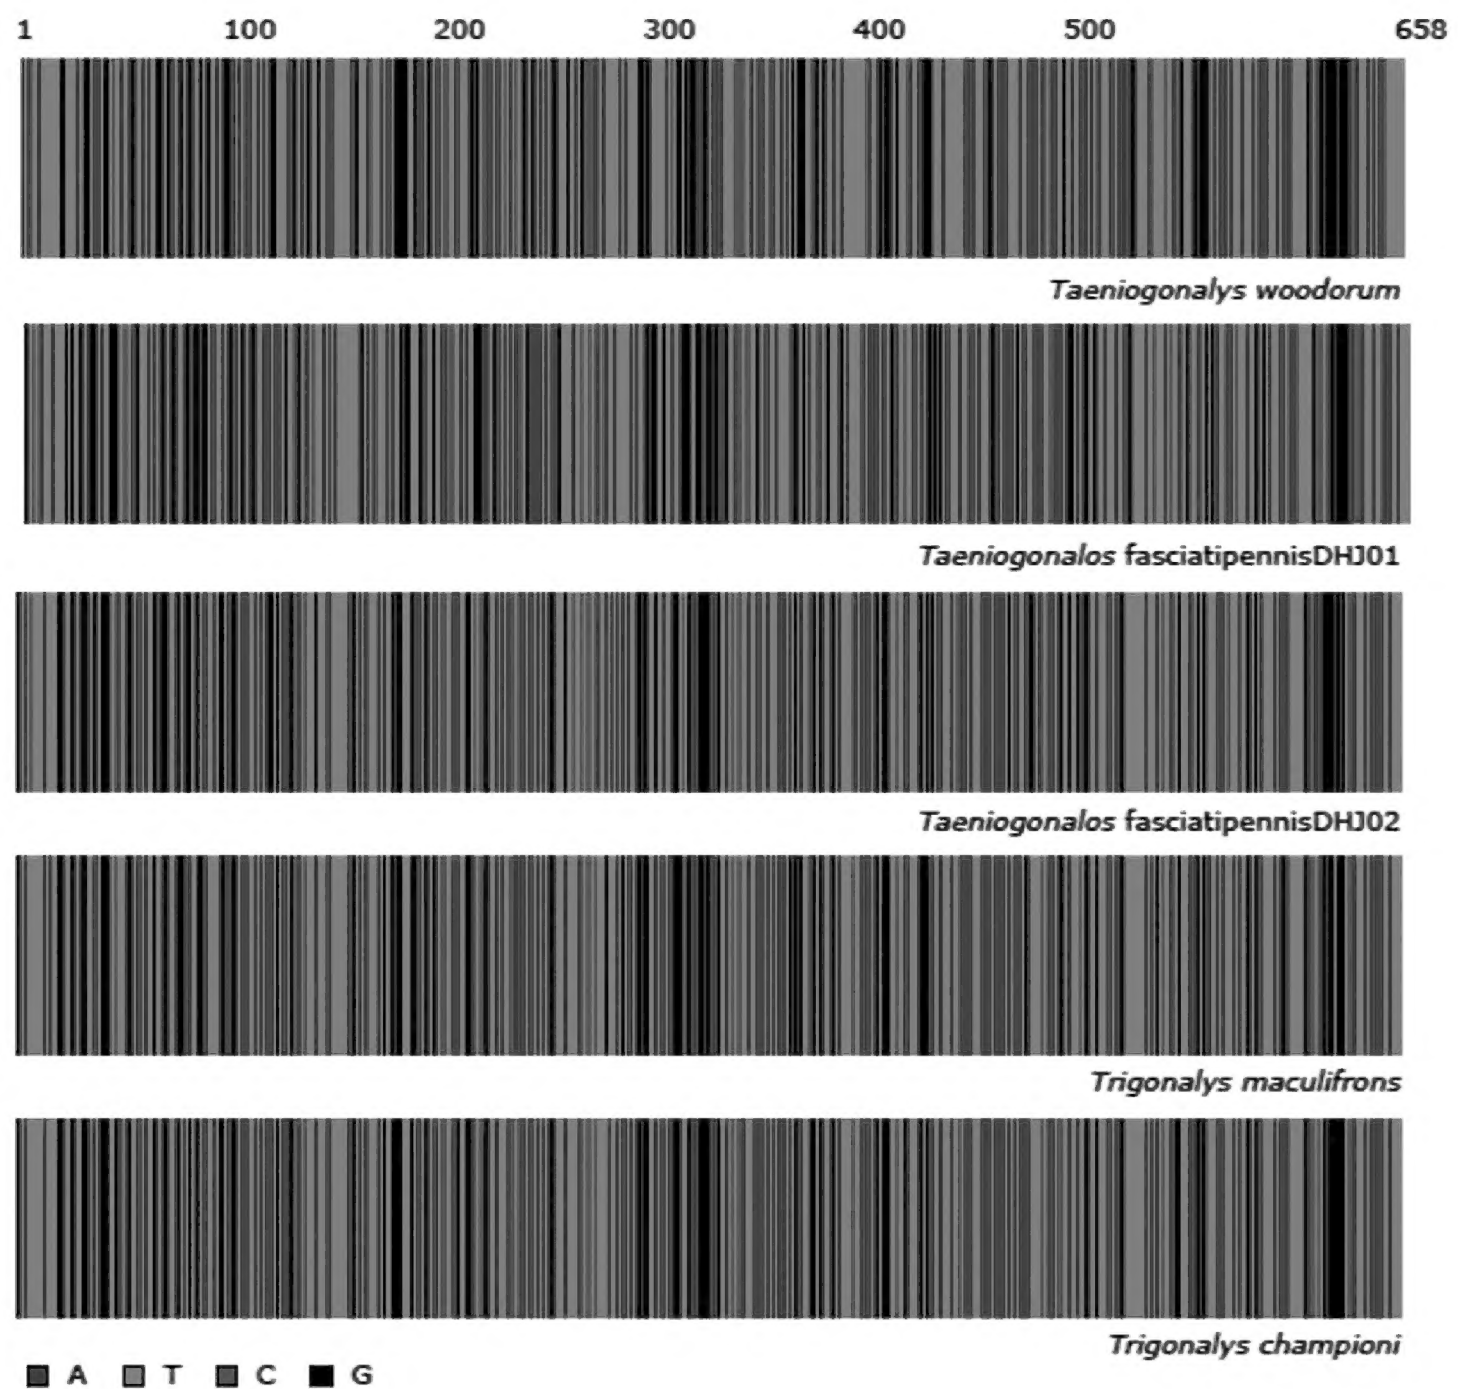 1 100 200 300 400 500 658
Taeniogonalys woodorum
Taeniogonalos fasciatipennisDHJ01
Taeniogonalos fasciatipennisDHJ02
Trigonalys maculifrons
Trigonalys championi
A T C G